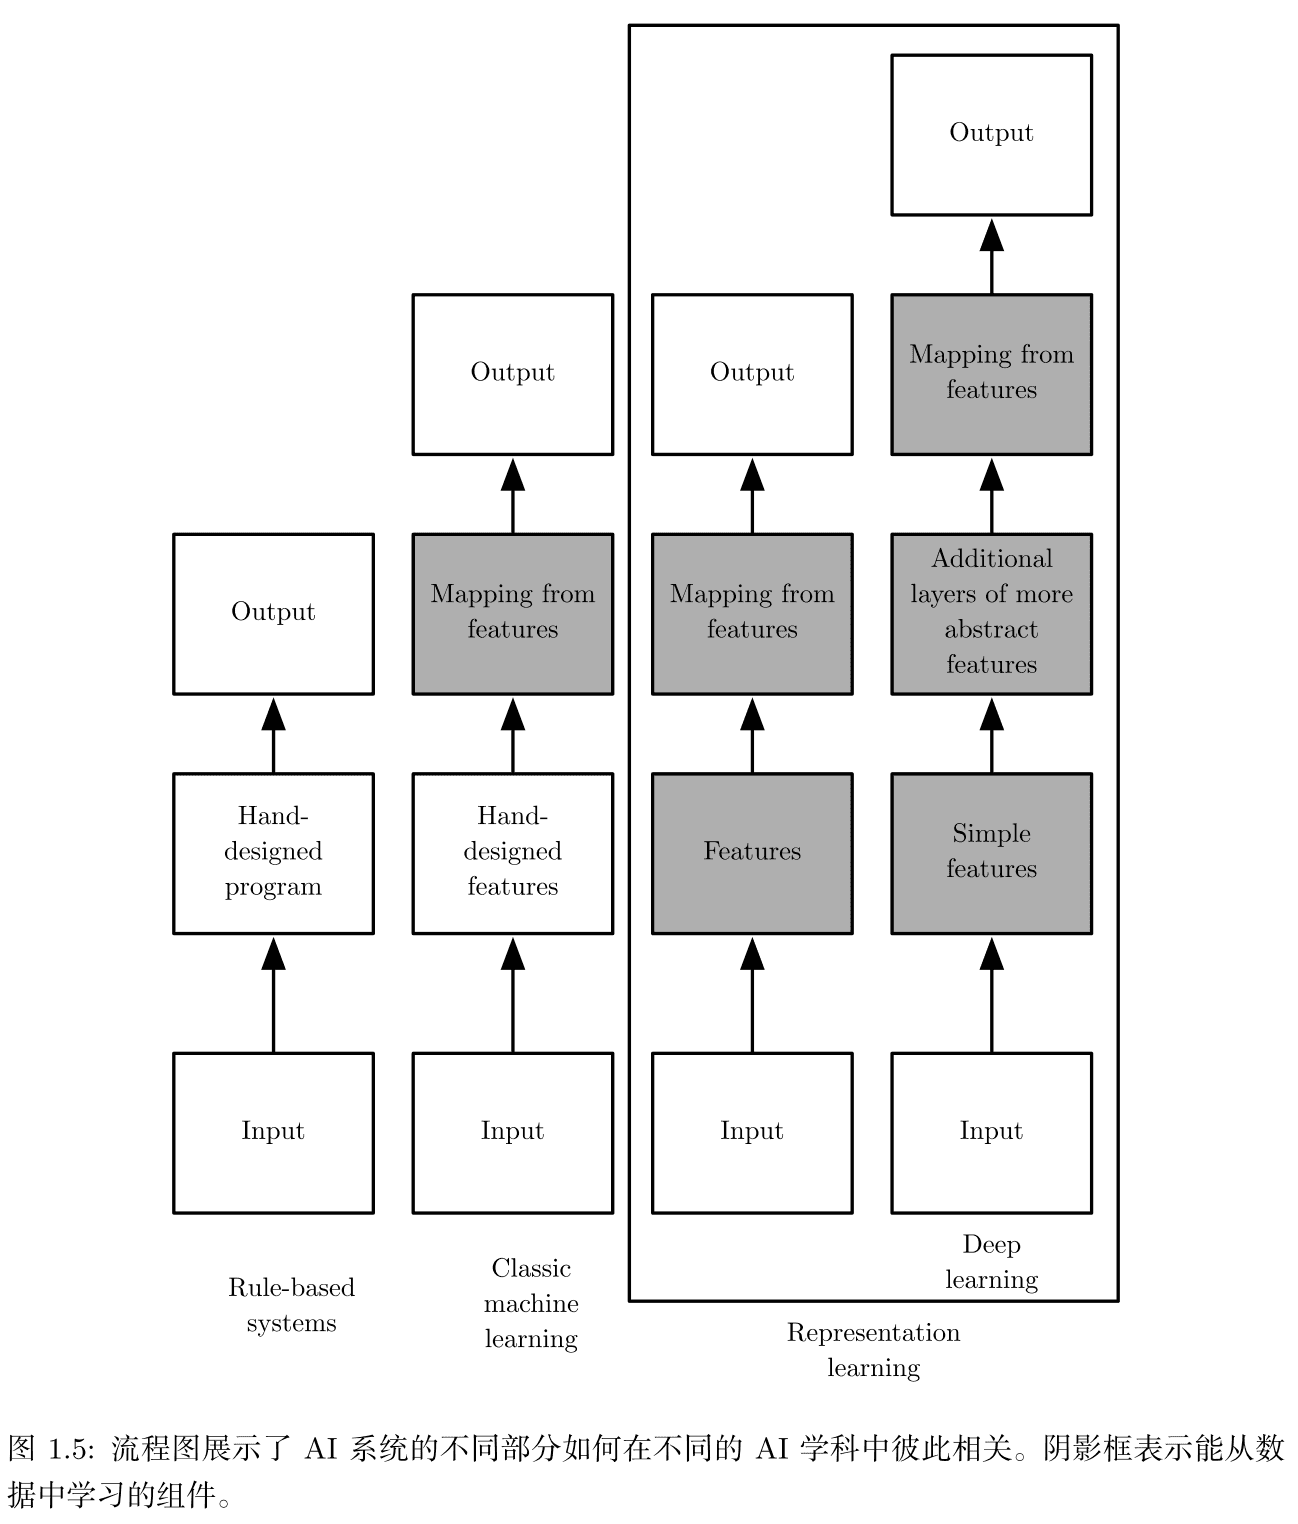 Output
Output
Output
Mapping from
features
Output
Mapping from
features
Mapping from
features
Additional
layers of more
abstract
features
Hand-
designed
program
Hand-
designed
features
Features
Simple
features
Input
Input
Input
Input
Rule-based
systems
Classic
machine
learning
Deep
learning
Representation
learning
图 1.5: 流程图展示了 AI 系统的不同部分如何在不同的 AI 学科中彼此相关。阴影框表示能从数
据中学习的组件。